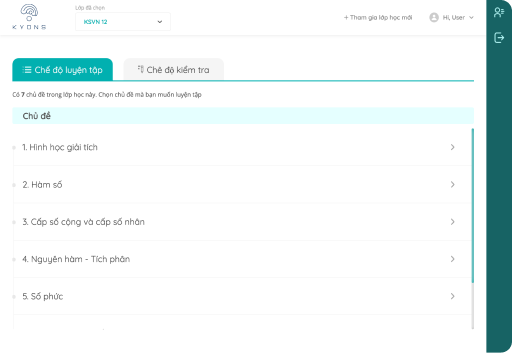 Lớp đã chọn
KSVN 12
+ Tham gia lớp học mới
Hi, User
KYONS
Chế độ luyện tập
Chế độ kiểm tra
Có 7 chủ đề trong lớp học này. Chọn chủ đề mà bạn muốn luyện tập
Chủ đề
1. Hình học giải tích
2. Hàm số
3. Cấp số cộng và cấp số nhân
4. Nguyên hàm - Tích phân
5. Số phức